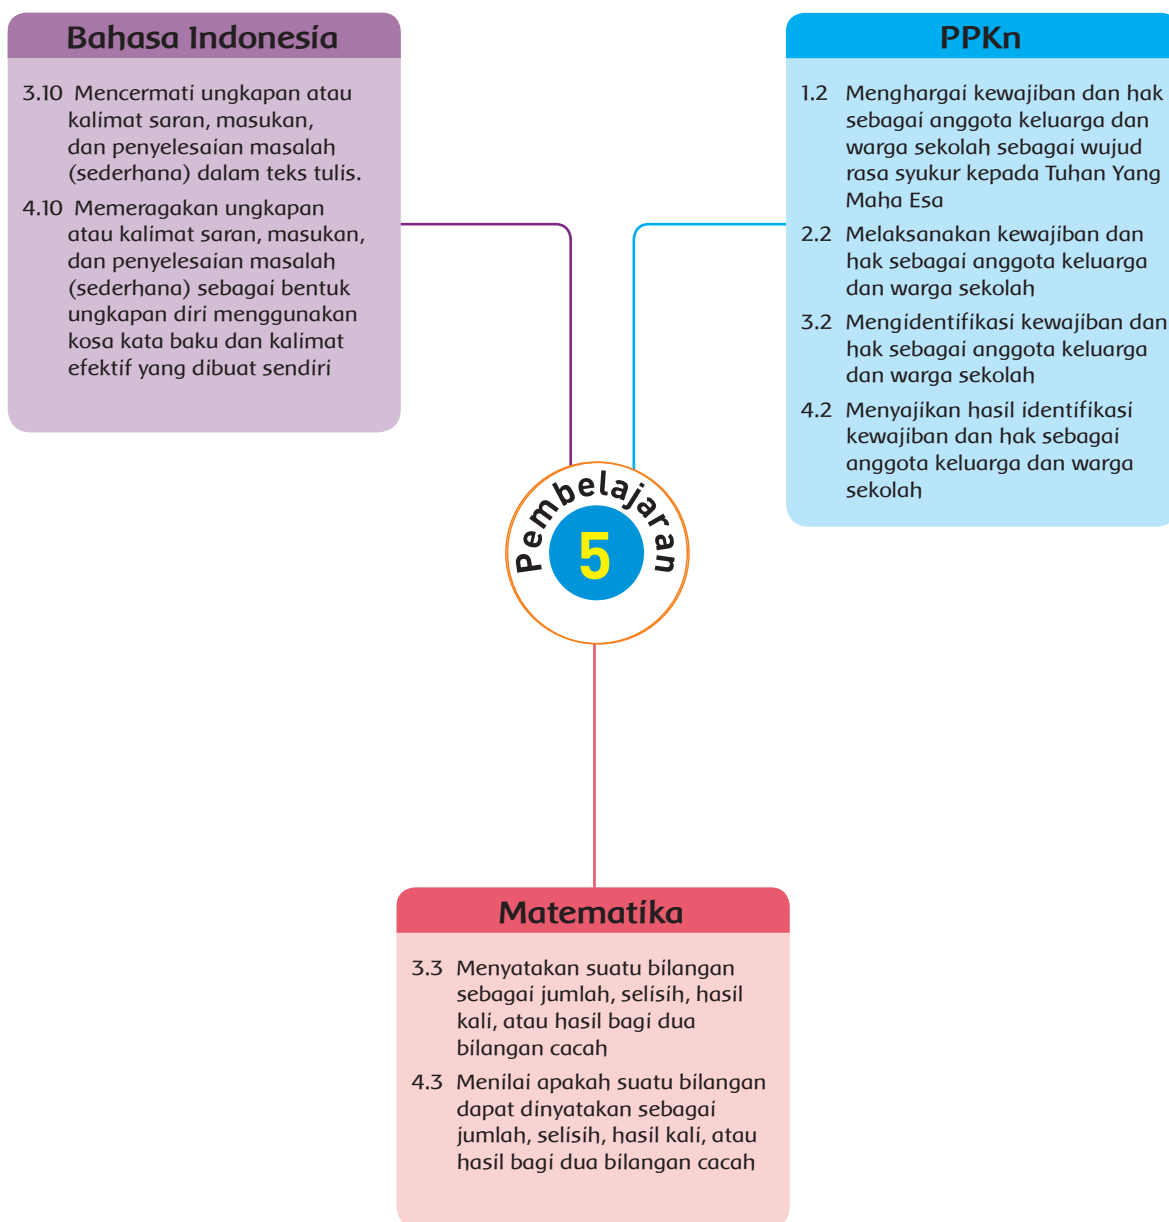 Bahasa Indonesia
3.10 Mencermati ungkapan atau
kalimat saran, masukan,
dan penyelesaian masalah
(sederhana) dalam teks tulis.
4.10 Memeragakan ungkapan
atau kalimat saran, masukan,
dan penyelesaian masalah
(sederhana) sebagai bentuk
ungkapan diri menggunakan
kosa kata baku dan kalimat
efektif yang dibuat sendiri
PPKn
1.2 Menghargai kewajiban dan hak
sebagai anggota keluarga dan
warga sekolah sebagai wujud
rasa syukur kepada Tuhan Yang
Maha Esa
2.2 Melaksanakan kewajiban dan
hak sebagai anggota keluarga
dan warga sekolah
3.2 Mengidentifikasi kewajiban dan
hak sebagai anggota keluarga
dan warga sekolah
4.2 Menyajikan hasil identifikasi
kewajiban dan hak sebagai
anggota keluarga dan warga
sekolah
Pembelajaran
5
Matematika
3.3 Menyatakan suatu bilangan
sebagai jumlah, selisih, hasil
kali, atau hasil bagi dua
bilangan cacah
4.3 Menilai apakah suatu bilangan
dapat dinyatakan sebagai
jumlah, selisih, hasil kali, atau
hasil bagi dua bilangan cacah